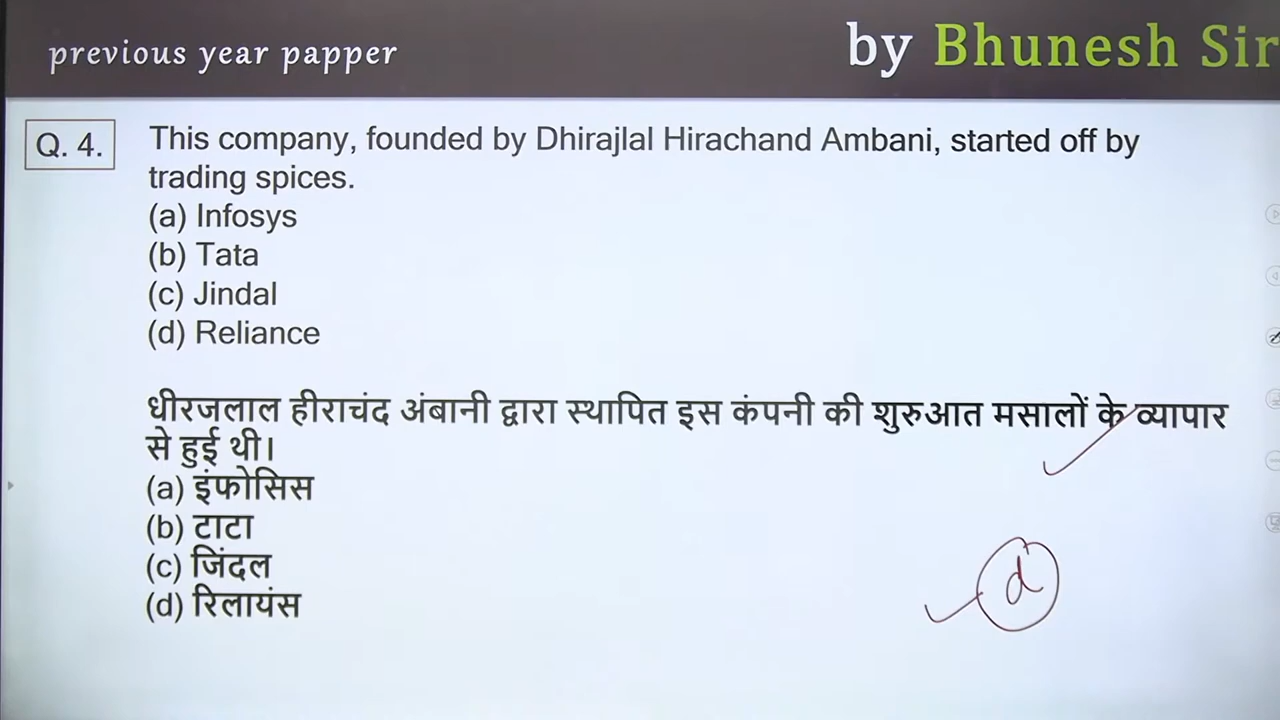 previous year papper
by Bhunesh Sir
Q. 4.
This company, founded by Dhirajlal Hirachand Ambani, started off by
trading spices.
(a) Infosys
(b) Tata
(c) Jindal
(d) Reliance
धीरजलाल हीराचंद अंबानी द्वारा स्थापित इस कंपनी की शुरुआत मसालों के व्यापार
से हुई थी।
(a) इंफोसिस
(b) टाटा
(c) जिंदल
(d) रिलायंस
d